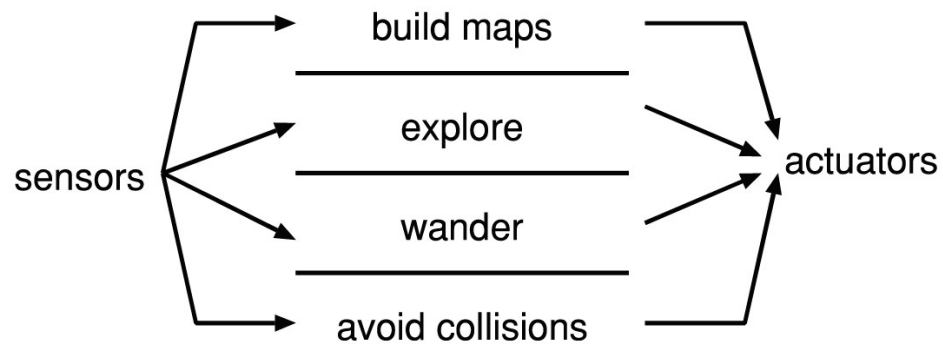 build maps
explore
sensors
actuators
wander
avoid collisions